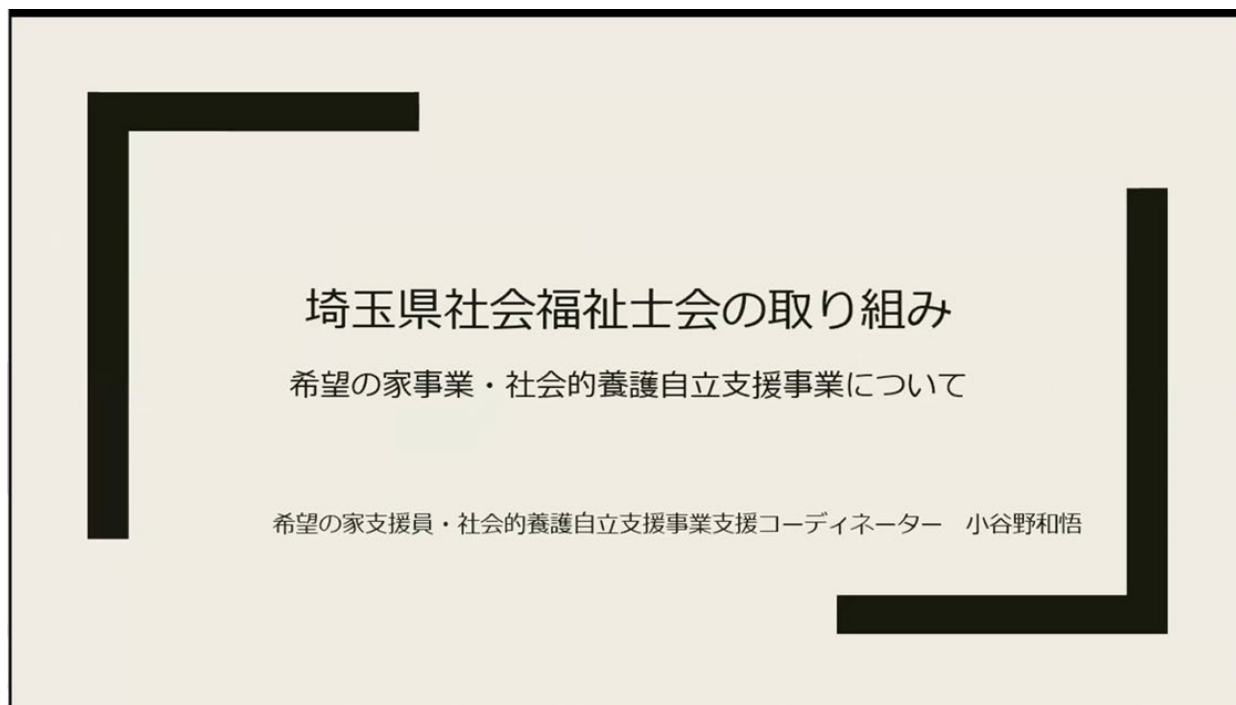 埼玉県社会福祉士会の取り組み
希望の家事業・社会的養護自立支援事業について
希望の家支援員・社会的養護自立支援事業支援コーディネーター　小谷野和悟